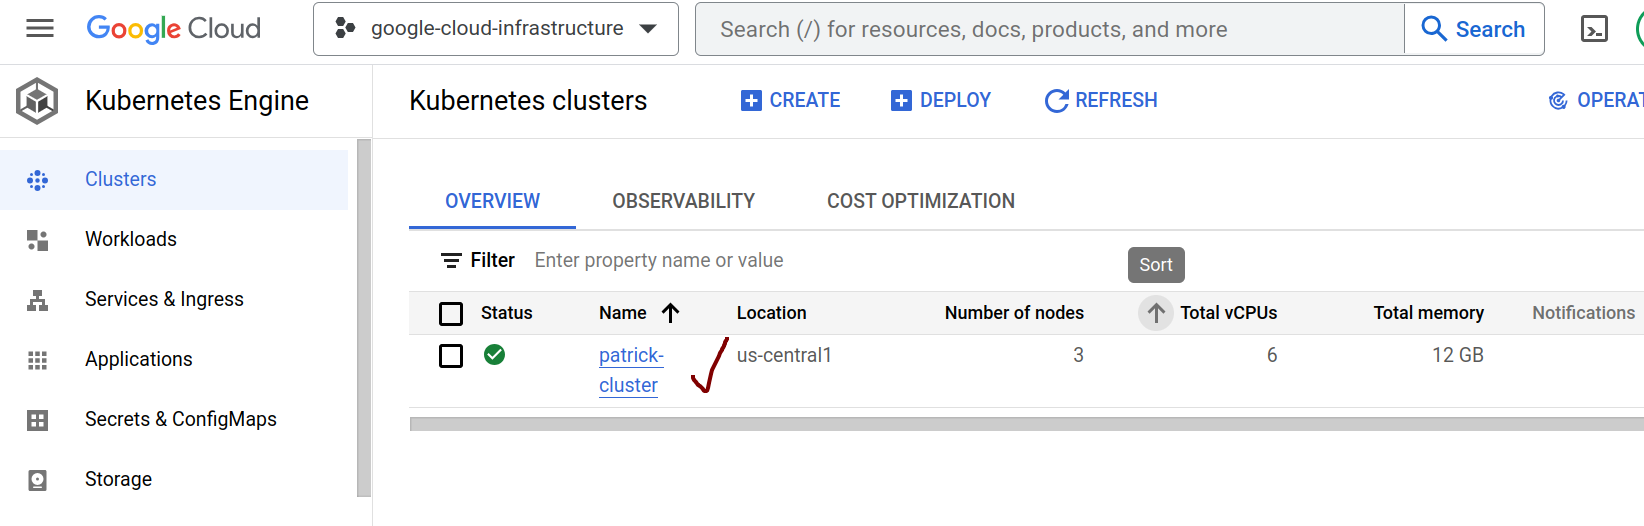 Google Cloud
google-cloud-infrastructure
Search (/) for resources, docs, products, and more
Search
Kubernetes Engine
Kubernetes clusters
CREATE
DEPLOY
REFRESH
OPERAT
Clusters
Workloads
Services & Ingress
Applications
Secrets & ConfigMaps
Storage
OVERVIEW
OBSERVABILITY
COST OPTIMIZATION
Filter
Enter property name or value
Sort
Status
Name
Location
Number of nodes
Total vCPUs
Total memory
Notifications
patrick-
cluster
us-central1
3
6
12 GB